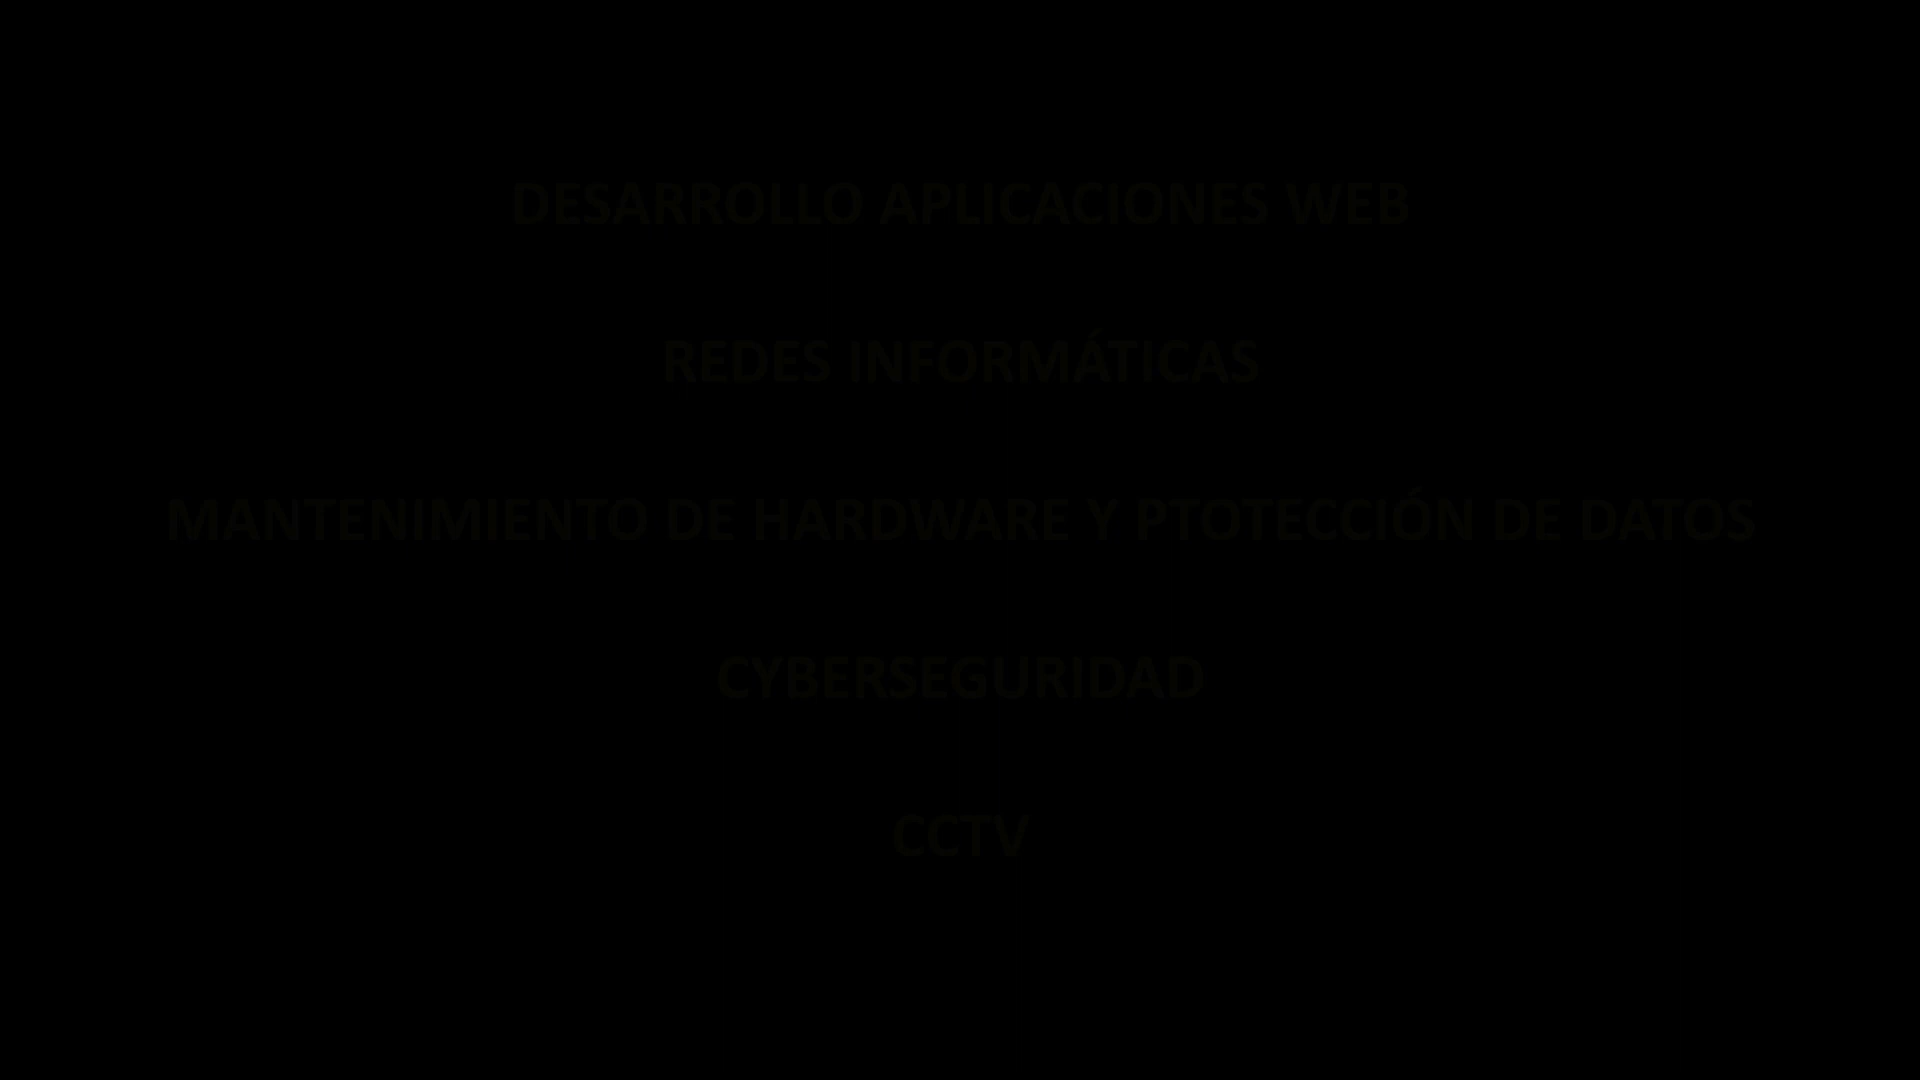 DESARROLLO APLICACIONES WEB
REDES INFORMÁTICAS
MANTENIMIENTO DE HARDWARE Y PTOTECCIÓN DE DATOS
CYBERSEGURIDAD
CCTV